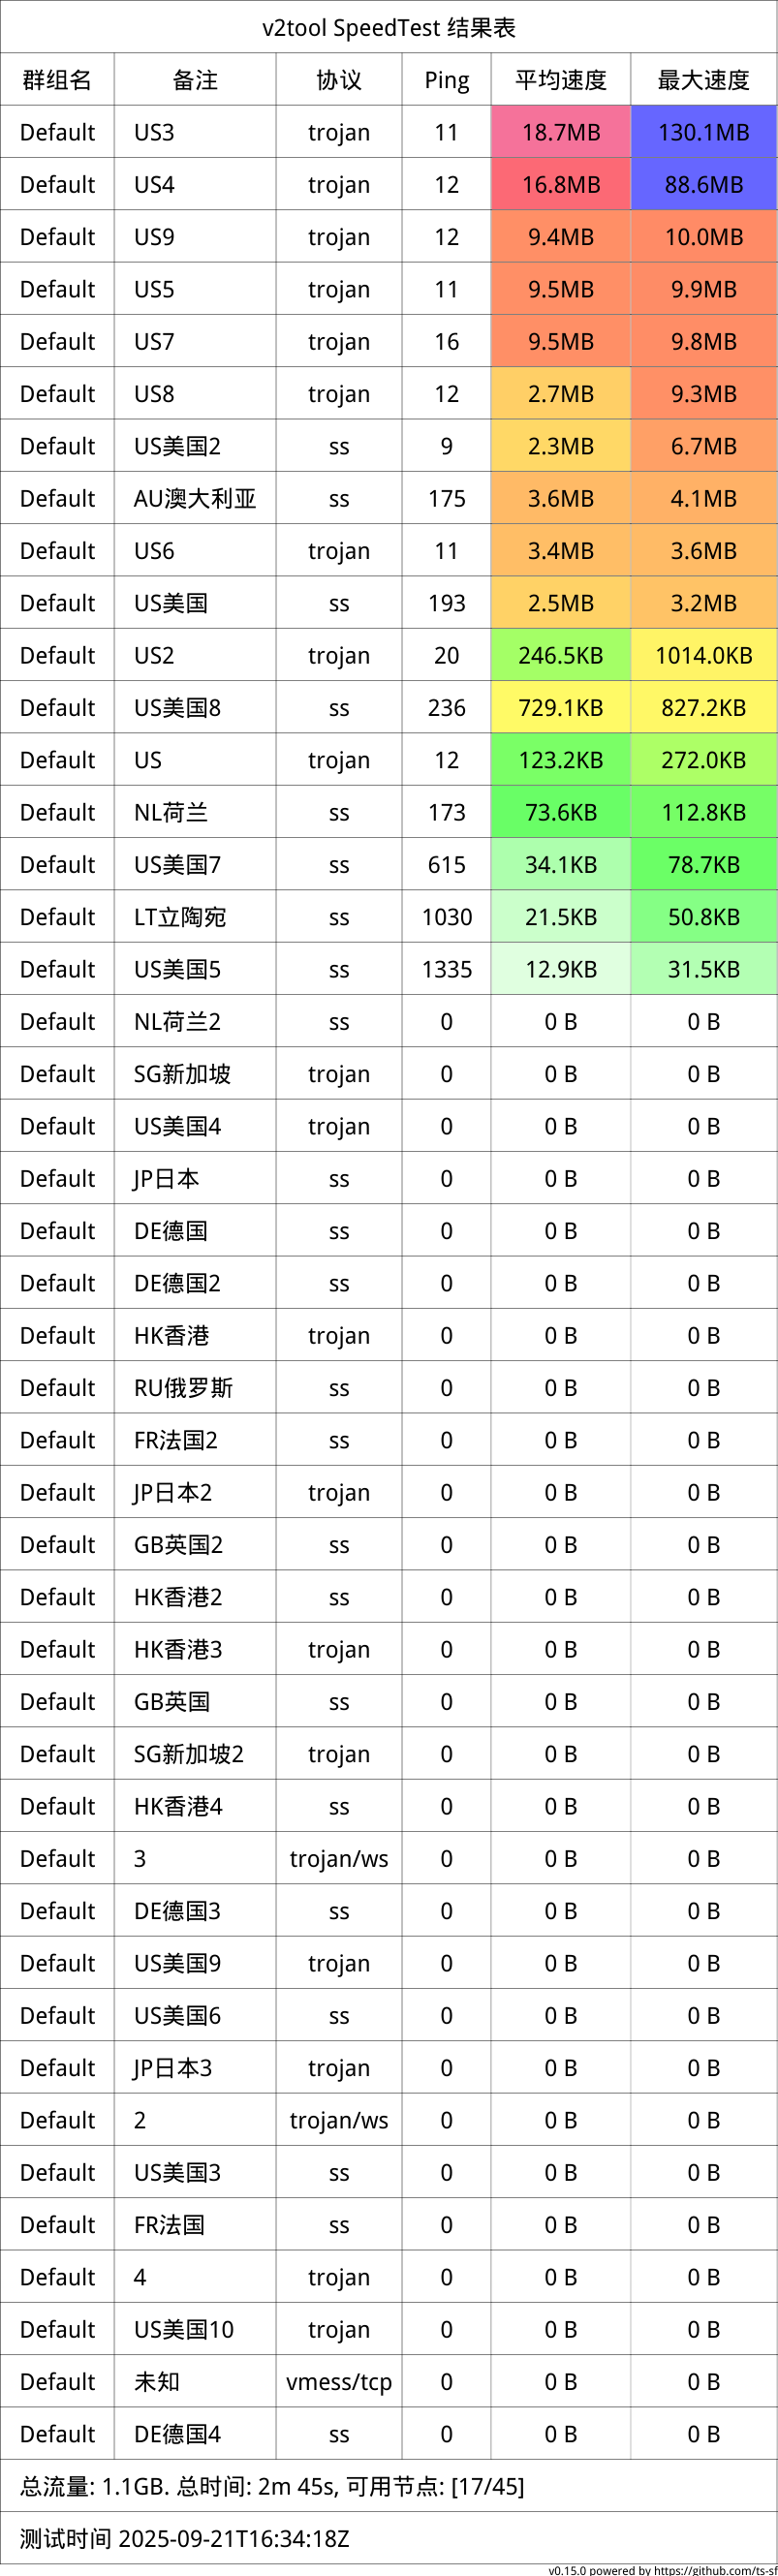 v2tool SpeedTest 结果表
群组名 备注 协议 Ping 平均速度 最大速度
Default US3 trojan 11 18.7MB 130.1MB
Default US4 trojan 12 16.8MB 88.6MB
Default US9 trojan 12 9.4MB 10.0MB
Default US5 trojan 11 9.5MB 9.9MB
Default US7 trojan 16 9.5MB 9.8MB
Default US8 trojan 12 2.7MB 9.3MB
Default US美国2 ss 9 2.3MB 6.7MB
Default AU澳大利亚 ss 175 3.6MB 4.1MB
Default US6 trojan 11 3.4MB 3.6MB
Default US美国 ss 193 2.5MB 3.2MB
Default US2 trojan 20 246.5KB 1014.0KB
Default US美国8 ss 236 729.1KB 827.2KB
Default US trojan 12 123.2KB 272.0KB
Default NL荷兰 ss 173 73.6KB 112.8KB
Default US美国7 ss 615 34.1KB 78.7KB
Default LT立陶宛 ss 1030 21.5KB 50.8KB
Default US美国5 ss 1335 12.9KB 31.5KB
Default NL荷兰2 ss 0 0 B 0 B
Default SG新加坡 trojan 0 0 B 0 B
Default US美国4 trojan 0 0 B 0 B
Default JP日本 ss 0 0 B 0 B
Default DE德国 ss 0 0 B 0 B
Default DE德国2 ss 0 0 B 0 B
Default HK香港 trojan 0 0 B 0 B
Default RU俄罗斯 ss 0 0 B 0 B
Default FR法国2 ss 0 0 B 0 B
Default JP日本2 trojan 0 0 B 0 B
Default GB英国2 ss 0 0 B 0 B
Default HK香港2 ss 0 0 B 0 B
Default HK香港3 trojan 0 0 B 0 B
Default GB英国 ss 0 0 B 0 B
Default SG新加坡2 trojan 0 0 B 0 B
Default HK香港4 ss 0 0 B 0 B
Default 3 trojan/ws 0 0 B 0 B
Default DE德国3 ss 0 0 B 0 B
Default US美国9 trojan 0 0 B 0 B
Default US美国6 ss 0 0 B 0 B
Default JP日本3 trojan 0 0 B 0 B
Default 2 trojan/ws 0 0 B 0 B
Default US美国3 ss 0 0 B 0 B
Default FR法国 ss 0 0 B 0 B
Default 4 trojan 0 0 B 0 B
Default US美国10 trojan 0 0 B 0 B
Default 未知 vmess/tcp 0 0 B 0 B
Default DE德国4 ss 0 0 B 0 B
总流量: 1.1GB. 总时间: 2m 45s, 可用节点: [17/45]
测试时间 2025-09-21T16:34:18Z
v0.15.0 powered by https://github.com/ts-sf